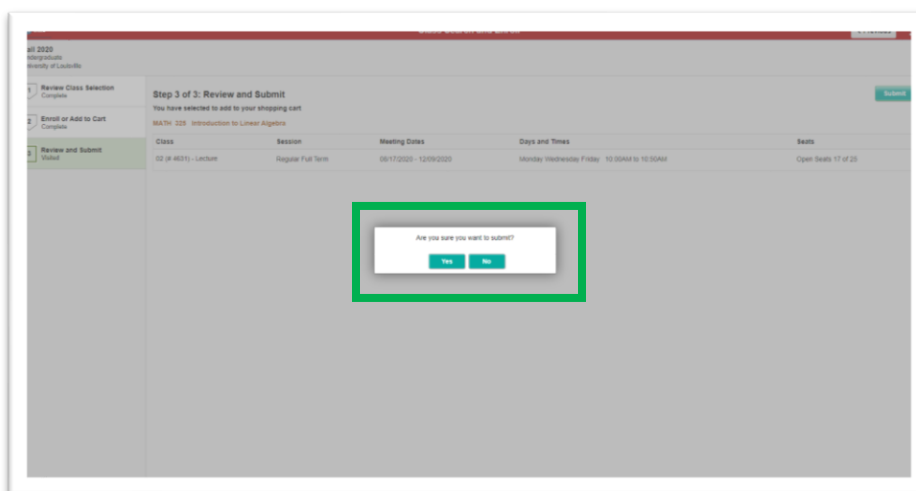 all 2020
ndergraduate
niversity of Louisville
1 Review Class Selection
Complete
2 Enroll or Add to Cart
Complete
3 Review and Submit
Visited
Step 3 of 3: Review and Submit
Submit
You have selected to add to your shopping cart
MATH 325 Introduction to Linear Algebra
Class Session Meeting Dates Days and Times Seats
02 (# 4631) - Lecture Regular Full Term 08/17/2020 - 12/09/2020 Monday Wednesday Friday 10:00AM to 10:50AM Open Seats 17 of 25
Are you sure you want to submit?
Yes No